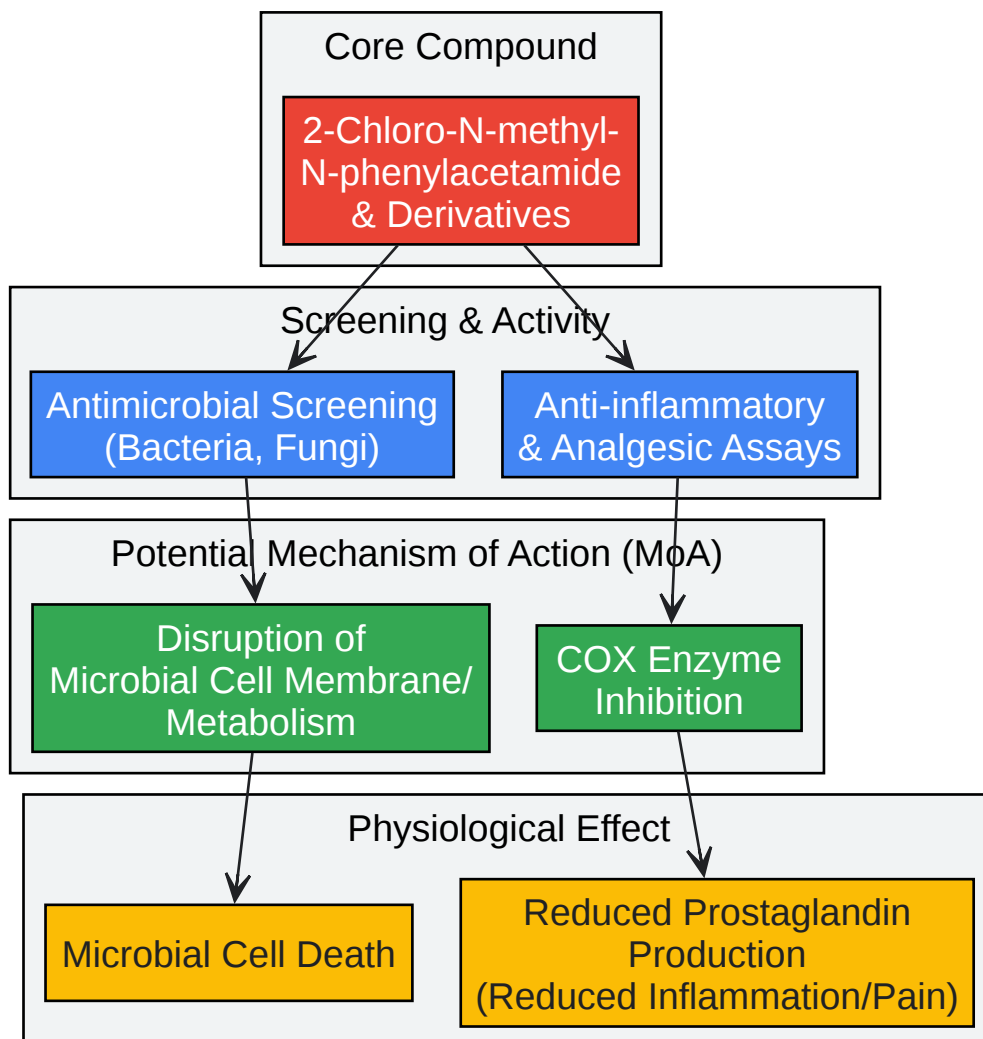 Core Compound
2-Chloro-N-methyl-
N-phenylacetamide
& Derivatives
Screening & Activity
Antimicrobial Screening
(Bacteria, Fungi)
Anti-inflammatory
& Analgesic Assays
Potential Mechanism of Action (MoA)
Disruption of
Microbial Cell Membrane/
Metabolism
COX Enzyme
Inhibition
Physiological Effect
Microbial Cell Death
Reduced Prostaglandin
Production
(Reduced Inflammation/Pain)